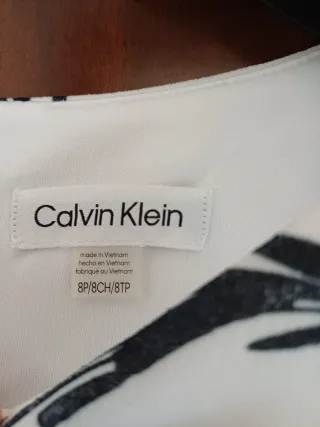 Calvin Klein
made in Vietnam
hecho en Vietnam
fabriqué au Vietnam
8P/8CH/8TP